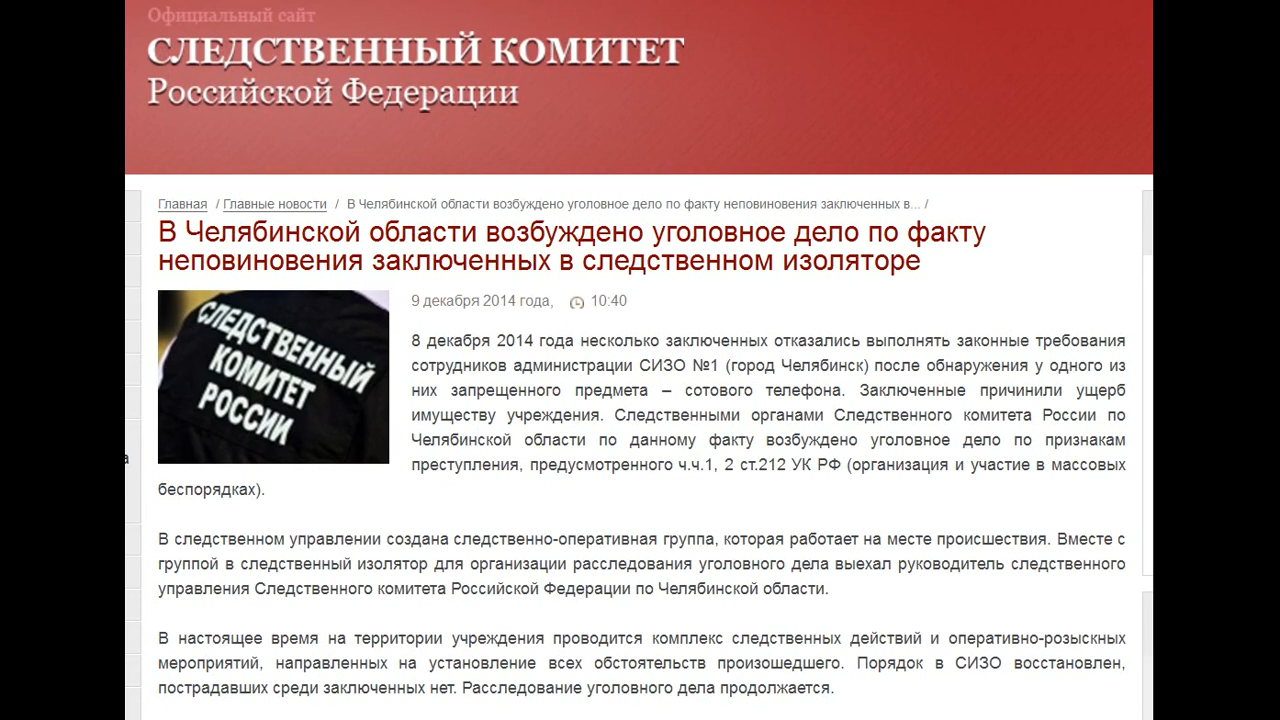 Официальный сайт
СЛЕДСТВЕННЫЙ КОМИТЕТ
Российской Федерации
Главная / Главные новости / В Челябинской области возбуждено уголовное дело по факту неповиновения заключенных в... /
В Челябинской области возбуждено уголовное дело по факту
неповиновения заключенных в следственном изоляторе
СЛЕДСТВЕННЫЙ
КОМИТЕТ
РОССИИ
9 декабря 2014 года, 10:40
8 декабря 2014 года несколько заключенных отказались выполнять законные требования
сотрудников администрации СИЗО №1 (город Челябинск) после обнаружения у одного из
них запрещенного предмета – сотового телефона. Заключенные причинили ущерб
имуществу учреждения. Следственными органами Следственного комитета России по
Челябинской области по данному факту возбуждено уголовное дело по признакам
преступления, предусмотренного ч.ч.1, 2 ст.212 УК РФ (организация и участие в массовых
беспорядках).
а
В следственном управлении создана следственно-оперативная группа, которая работает на месте происшествия. Вместе с
группой в следственный изолятор для организации расследования уголовного дела выехал руководитель следственного
управления Следственного комитета Российской Федерации по Челябинской области.
В настоящее время на территории учреждения проводится комплекс следственных действий и оперативно-розыскных
мероприятий, направленных на установление всех обстоятельств произошедшего. Порядок в СИЗО восстановлен,
пострадавших среди заключенных нет. Расследование уголовного дела продолжается.